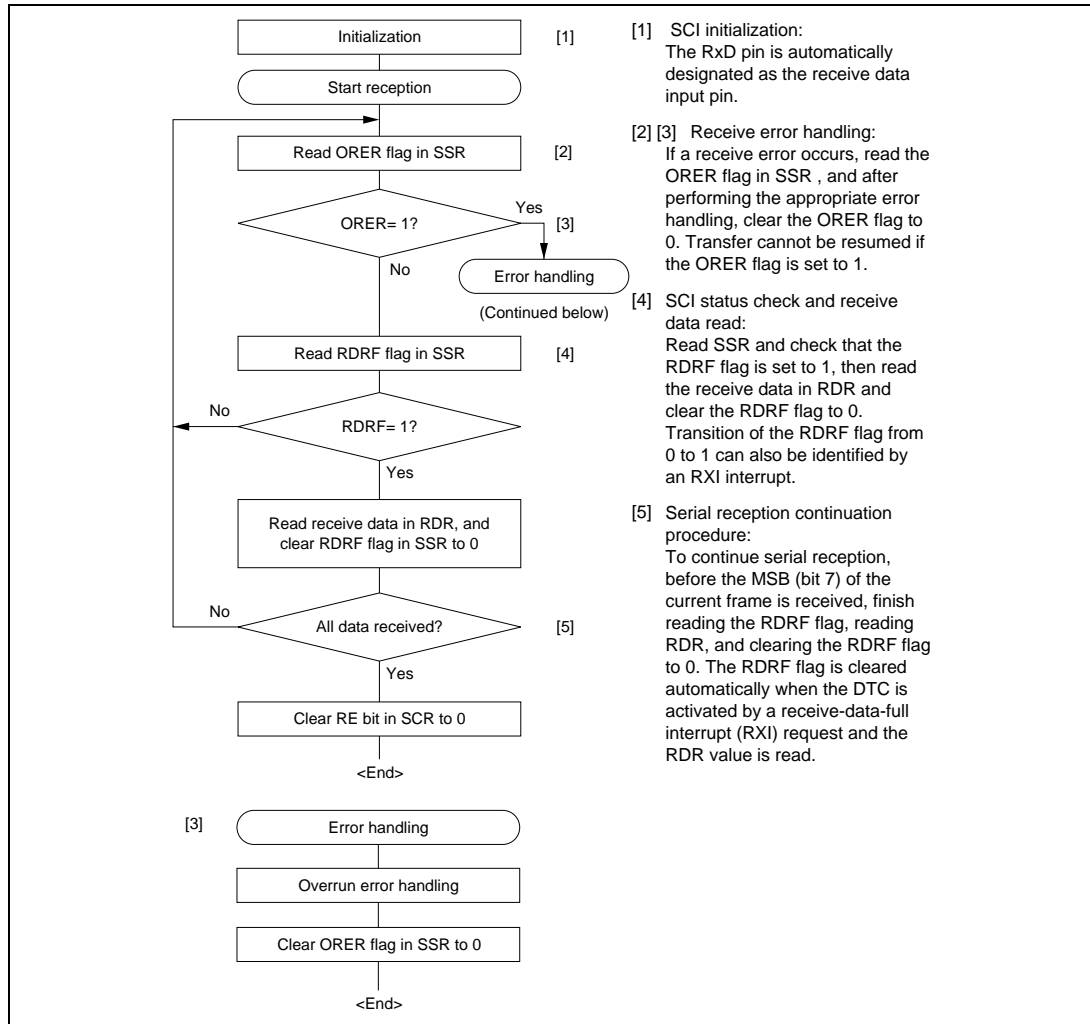 Initialization [1]
Start reception
Read ORER flag in SSR [2]
ORER= 1?
Yes
[3]
No
Error handling
(Continued below)
Read RDRF flag in SSR [4]
No
RDRF= 1?
Yes
Read receive data in RDR, and
clear RDRF flag in SSR to 0
No
All data received? [5]
Yes
Clear RE bit in SCR to 0
<End>
[3] Error handling
Overrun error handling
Clear ORER flag in SSR to 0
<End>
[1] SCI initialization:
The RxD pin is automatically
designated as the receive data
input pin.
[2] [3] Receive error handling:
If a receive error occurs, read the
ORER flag in SSR , and after
performing the appropriate error
handling, clear the ORER flag to
0. Transfer cannot be resumed if
the ORER flag is set to 1.
[4] SCI status check and receive
data read:
Read SSR and check that the
RDRF flag is set to 1, then read
the receive data in RDR and
clear the RDRF flag to 0.
Transition of the RDRF flag from
0 to 1 can also be identified by
an RXI interrupt.
[5] Serial reception continuation
procedure:
To continue serial reception,
before the MSB (bit 7) of the
current frame is received, finish
reading the RDRF flag, reading
RDR, and clearing the RDRF flag
to 0. The RDRF flag is cleared
automatically when the DTC is
activated by a receive-data-full
interrupt (RXI) request and the
RDR value is read.